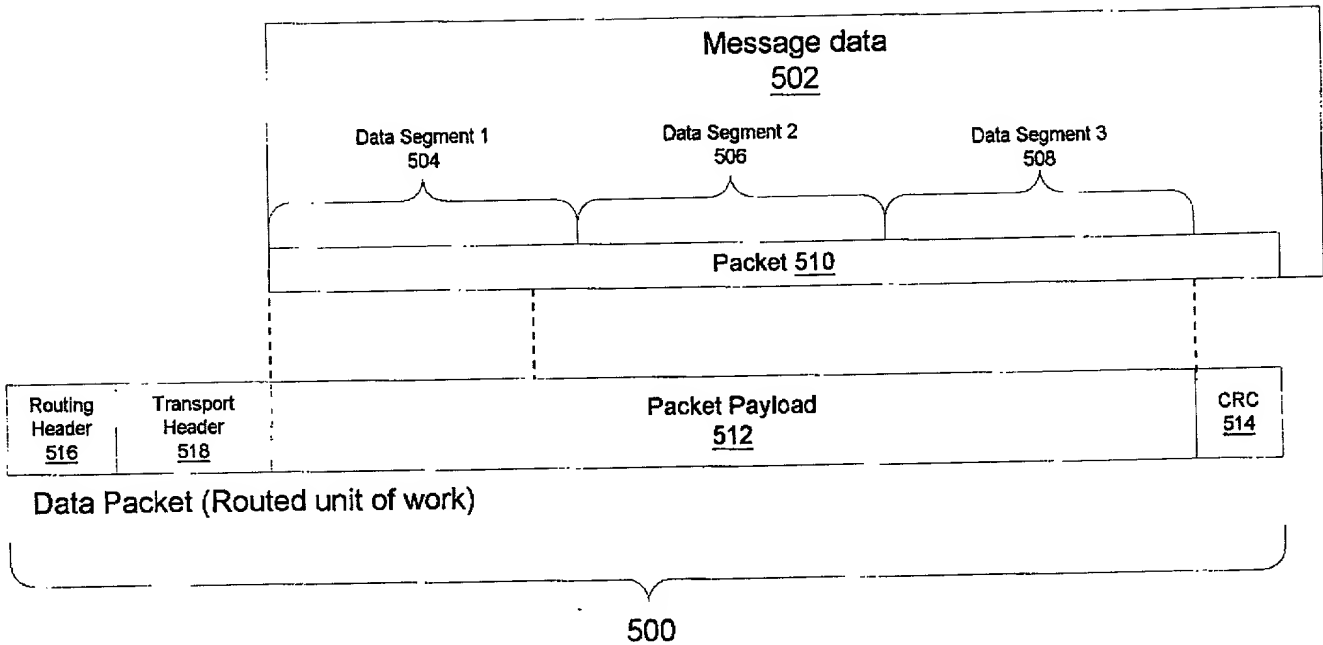 Message data
502
Data Segment 1
504
Data Segment 2
506
Data Segment 3
508
Packet 510
Routing
Header
516
Transport
Header
518
Packet Payload
512
CRC
514
Data Packet (Routed unit of work)
500